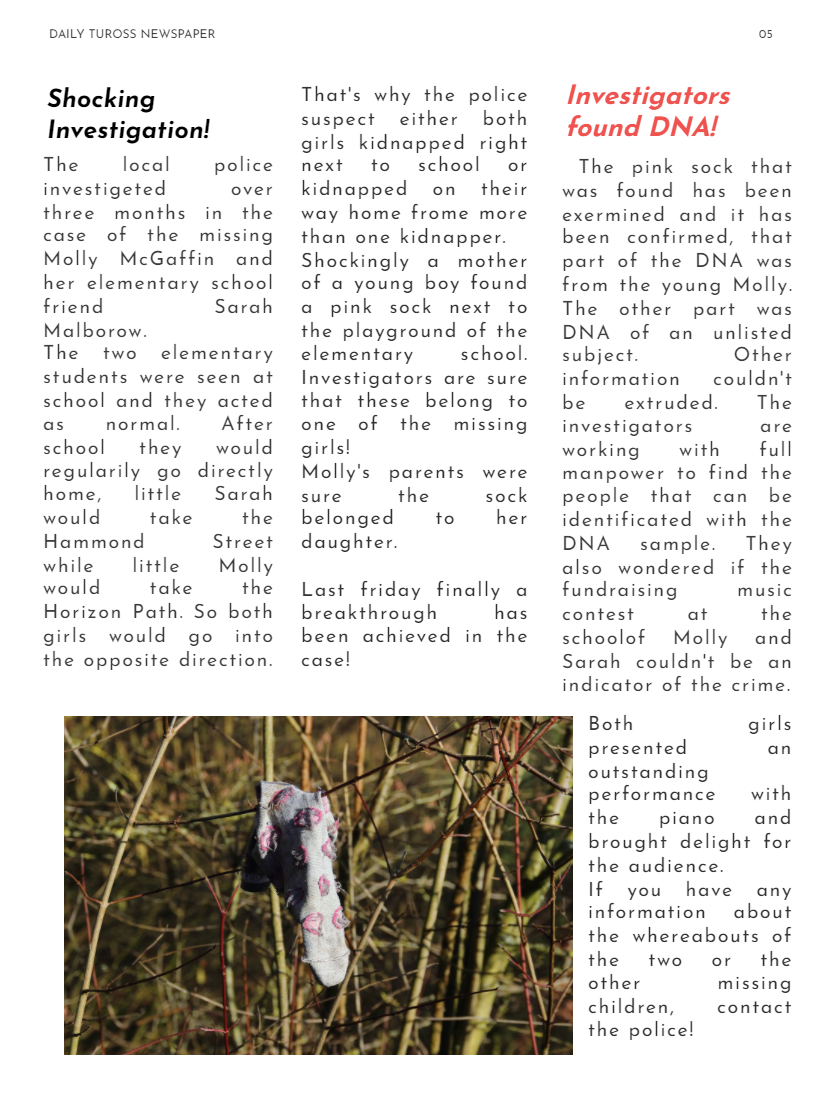 DAILY TUROSS NEWSPAPER
05
Shocking
Investigation!
The local police
investigeted over
three months in the
case of the missing
Molly McGaffin and
her elementary school
friend Sarah
Malborow.
The two elementary
students were seen at
school and they acted
as normal. After
school they would
regularily go directly
home, little Sarah
would take the
Hammond Street
while little Molly
would take the
Horizon Path. So both
girls would go into
the opposite direction.
That's why the police
suspect either both
girls kidnapped right
next to school or
kidnapped on their
way home frome more
than one kidnapper.
Shockingly a mother
of a young boy found
a pink sock next to
the playground of the
elementary school.
Investigators are sure
that these belong to
one of the missing
girls!
Molly's parents were
sure the sock
belonged to her
daughter.
Last friday finally a
breakthrough has
been achieved in the
case!
Investigators
found DNA!
The pink sock that
was found has been
exermined and it has
been confirmed, that
part of the DNA was
from the young Molly.
The other part was
DNA of an unlisted
subject. Other
information couldn't
be extruded. The
investigators are
working with full
manpower to find the
people that can be
identificated with the
DNA sample. They
also wondered if the
fundraising music
contest at the
schoolof Molly and
Sarah couldn't be an
indicator of the crime.
Both girls
presented an
outstanding
performance with
the piano and
brought delight for
the audience.
If you have any
information about
the whereabouts of
the two or the
other missing
children, contact
the police!